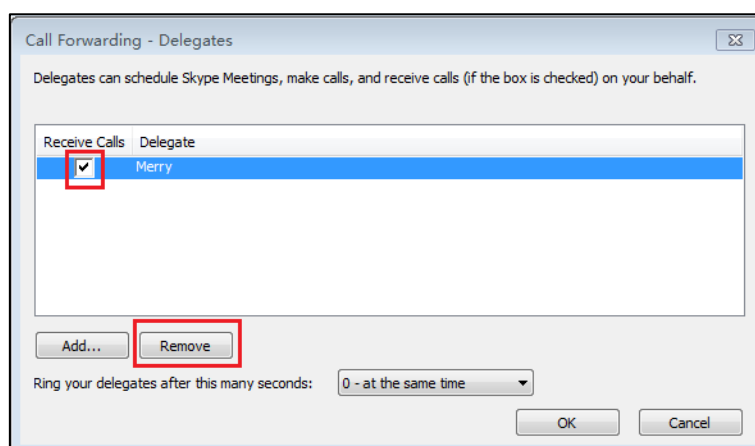 Call Forwarding - Delegates
Delegates can schedule Skype Meetings, make calls, and receive calls (if the box is checked) on your behalf.
Receive Calls Delegate
Merry
Add... Remove
Ring your delegates after this many seconds: 0 - at the same time
OK Cancel